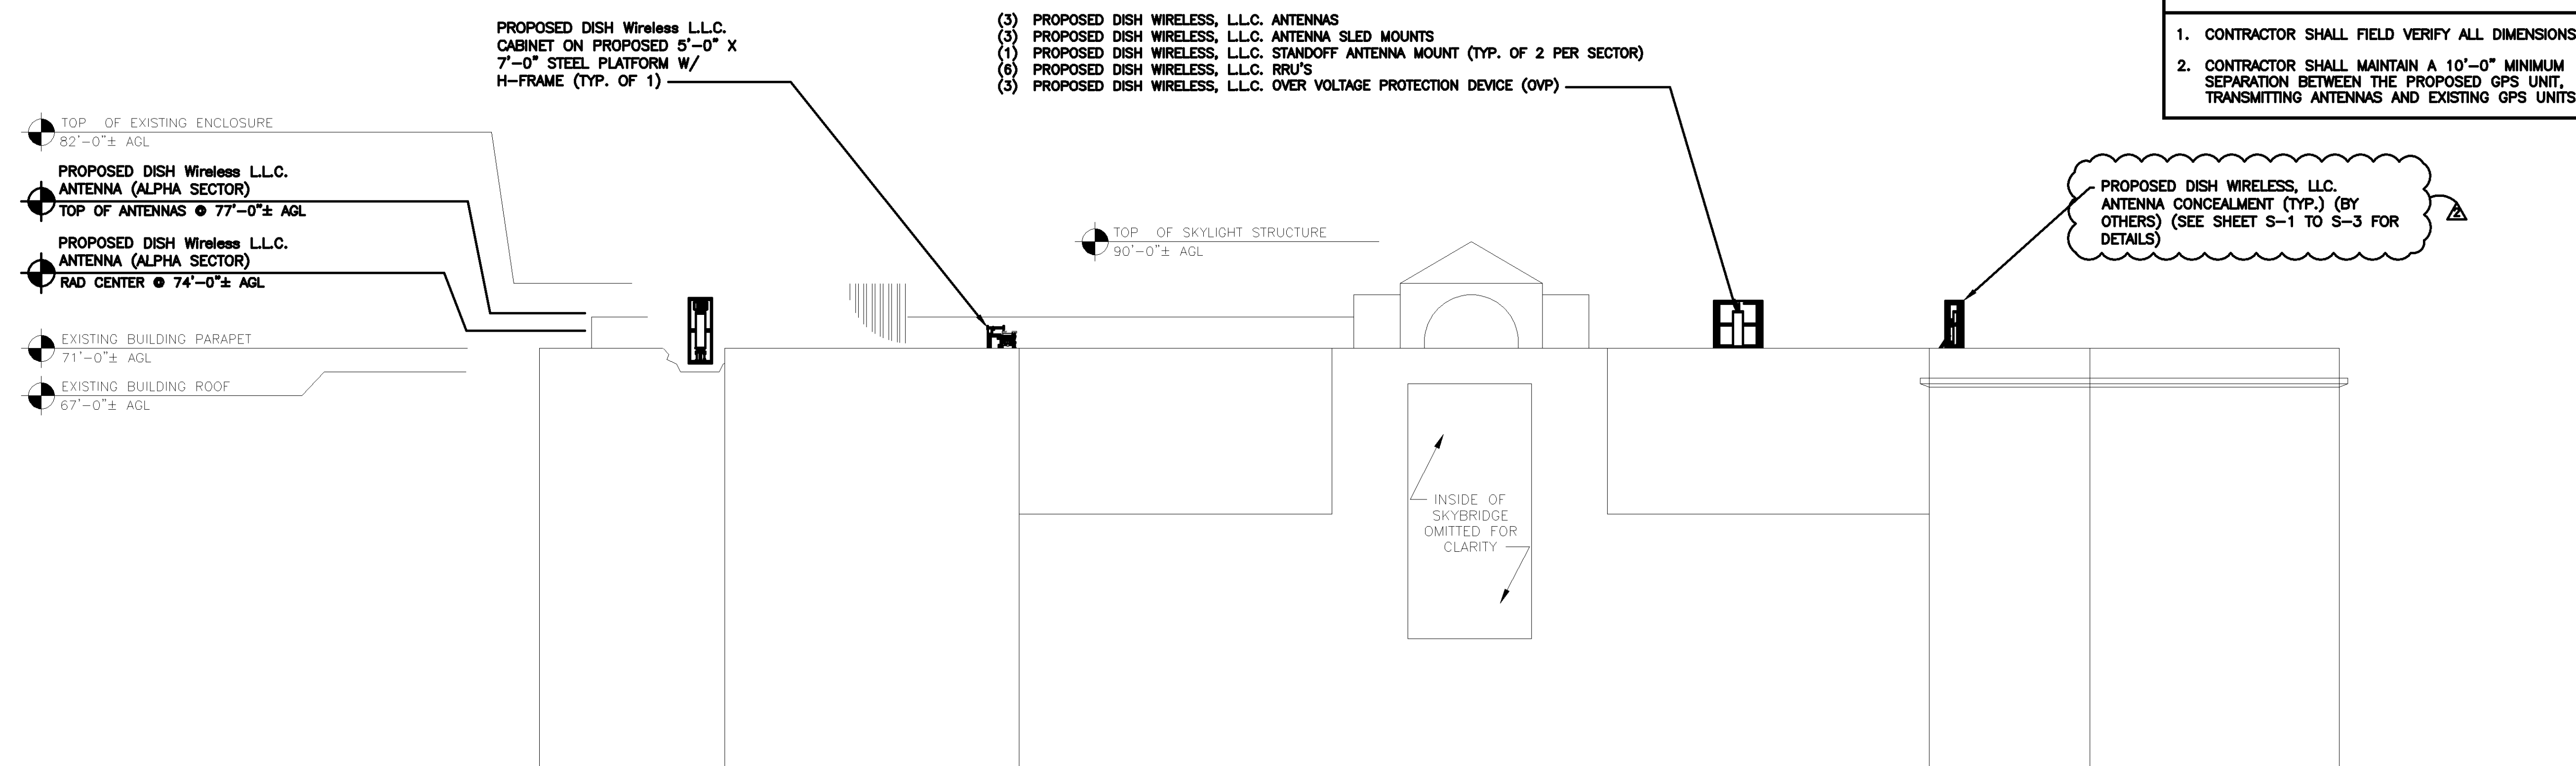 PROPOSED DISH Wireless L.L.C.
CABINET ON PROPOSED 5'-0" X
7'-0" STEEL PLATFORM W/
H-FRAME (TYP. OF 1)
(3) PROPOSED DISH WIRELESS, L.L.C. ANTENNAS
(3) PROPOSED DISH WIRELESS, L.L.C. ANTENNA SLED MOUNTS
(1) PROPOSED DISH WIRELESS, L.L.C. STANDOFF ANTENNA MOUNT (TYP. OF 2 PER SECTOR)
(6) PROPOSED DISH WIRELESS, L.L.C. RRU'S
(3) PROPOSED DISH WIRELESS, L.L.C. OVER VOLTAGE PROTECTION DEVICE (OVP)
1. CONTRACTOR SHALL FIELD VERIFY ALL DIMENSIONS
2. CONTRACTOR SHALL MAINTAIN A 10'-0" MINIMUM
SEPARATION BETWEEN THE PROPOSED GPS UNIT,
TRANSMITTING ANTENNAS AND EXISTING GPS UNITS
TOP OF EXISTING ENCLOSURE
82'-0"± AGL
PROPOSED DISH Wireless L.L.C.
ANTENNA (ALPHA SECTOR)
TOP OF ANTENNAS @ 77'-0"± AGL
PROPOSED DISH Wireless L.L.C.
ANTENNA (ALPHA SECTOR)
RAD CENTER @ 74'-0"± AGL
EXISTING BUILDING PARAPET
71'-0"± AGL
EXISTING BUILDING ROOF
67'-0"± AGL
TOP OF SKYLIGHT STRUCTURE
90'-0"± AGL
PROPOSED DISH WIRELESS, LLC.
ANTENNA CONCEALMENT (TYP.) (BY
OTHERS) (SEE SHEET S-1 TO S-3 FOR
DETAILS)
2
INSIDE OF
SKYBRIDGE
OMITTED FOR
CLARITY